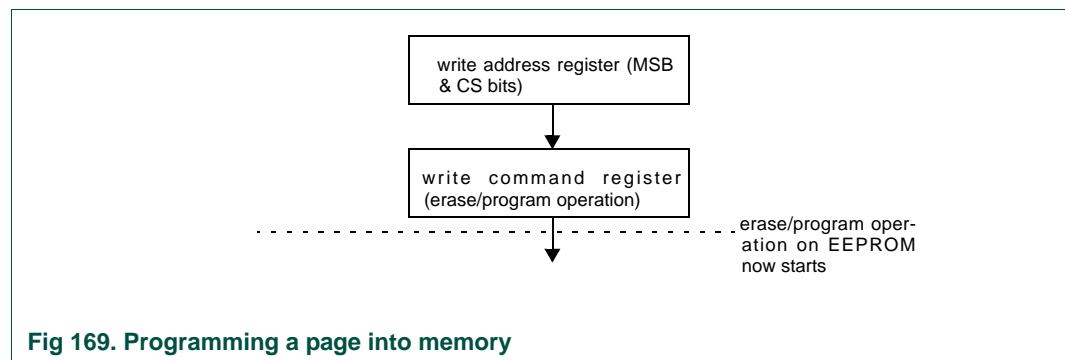 write address register (MSB
& CS bits)
write command register
(erase/program operation)
erase/program oper-
ation on EEPROM
now starts
Fig 169. Programming a page into memory